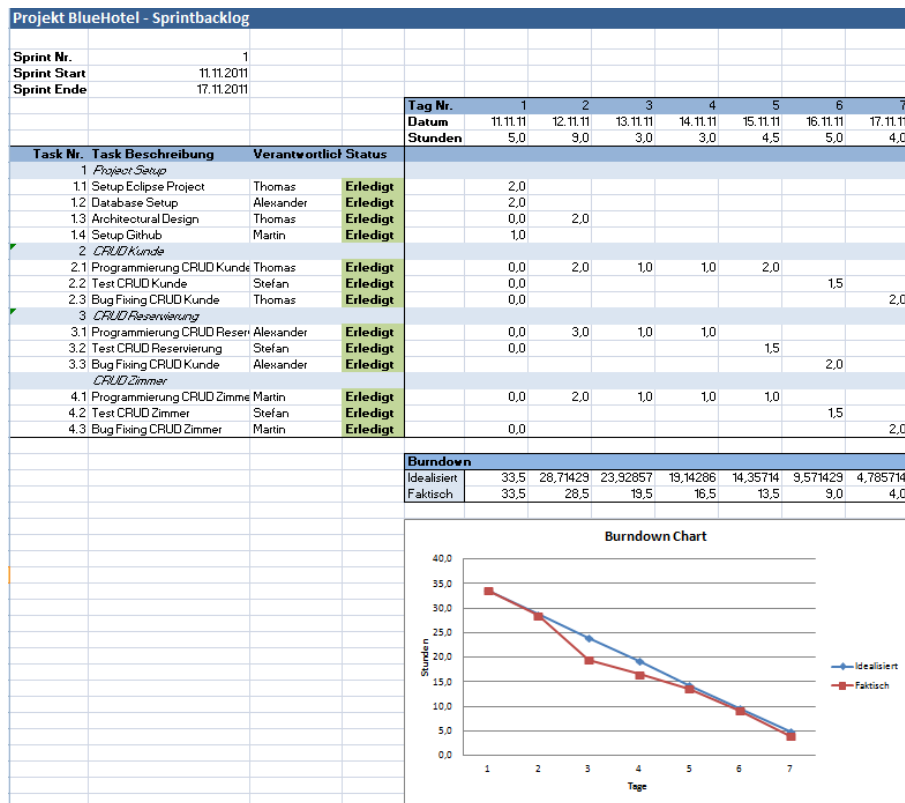 Projekt BlueHotel - Sprintbacklog
Sprint Nr. 1
Sprint Start 11.11.2011
Sprint Ende 17.11.2011
Tag Nr. 1 2 3 4 5 6 7
Datum 11.11.11 12.11.11 13.11.11 14.11.11 15.11.11 16.11.11 17.11.11
Stunden 5,0 9,0 3,0 3,0 4,5 5,0 4,0
Task Nr. Task Beschreibung Verantwortlicl Status
1 Project Setup
1.1 Setup Eclipse Project Thomas Erledigt 2,0
1.2 Database Setup Alexander Erledigt 2,0
1.3 Architectural Design Thomas Erledigt 0,0 2,0
1.4 Setup Github Martin Erledigt 1,0
2 CRUD Kunde
2.1 Programmierung CRUD Kunde Thomas Erledigt 0,0 2,0 1,0 1,0 2,0
2.2 Test CRUD Kunde Stefan Erledigt 0,0 1,5
2.3 Bug Fixing CRUD Kunde Thomas Erledigt 0,0 2,0
3 CRUD Reservierung
3.1 Programmierung CRUD Reser Alexander Erledigt 0,0 3,0 1,0 1,0
3.2 Test CRUD Reservierung Stefan Erledigt 0,0 1,5
3.3 Bug Fixing CRUD Kunde Alexander Erledigt 2,0
CRUD Zimmer
4.1 Programmierung CRUD Zimme Martin Erledigt 0,0 2,0 1,0 1,0 1,0
4.2 Test CRUD Zimmer Stefan Erledigt 1,5
4.3 Bug Fixing CRUD Zimmer Martin Erledigt 0,0 2,0
Burndown
Idealisiert 33,5 28,71429 23,92857 19,14286 14,35714 9,571429 4,785714
Faktisch 33,5 28,5 19,5 16,5 13,5 9,0 4,0
Burndown Chart
40,0
35,0
30,0
25,0
20,0
15,0
10,0
5,0
0,0
Stunden
1 2 3 4 5 6 7
Tage
Idealisiert
Faktisch